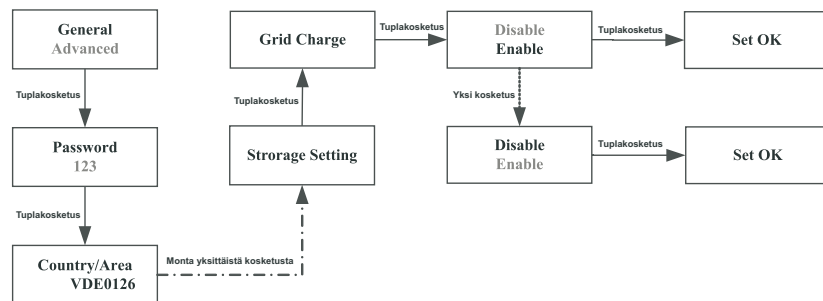 General
Advanced
Tuplakosketus
Password
123
Tuplakosketus
Country/Area
VDE0126
Monta yksittäistä kosketusta
Strorage Setting
Tuplakosketus
Grid Charge
Tuplakosketus
Disable
Enable
Tuplakosketus
Set OK
Yksi kosketus
Disable
Enable
Tuplakosketus
Set OK